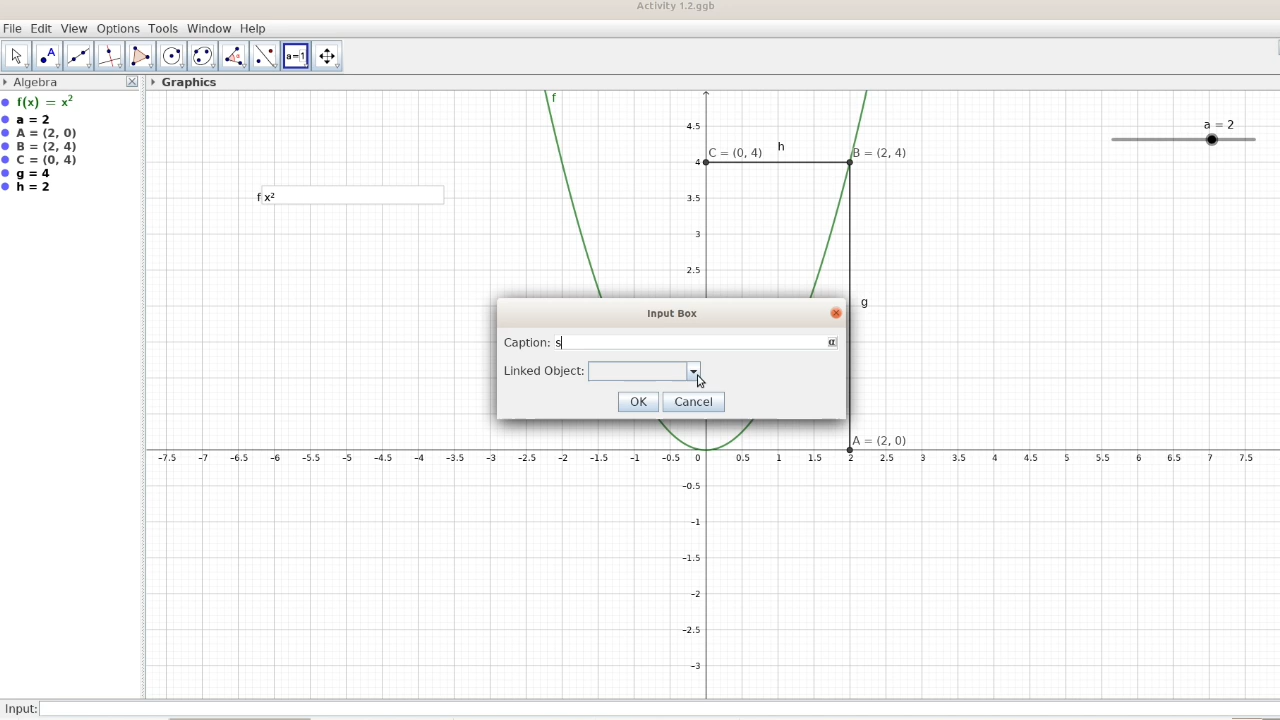 Activity 1.2.ggb
File Edit View Options Tools Window Help
A a=1
Algebra
Graphics
f(x) = x²
a = 2
A = (2, 0)
B = (2, 4)
C = (0, 4)
g = 4
h = 2
f
a = 2
h
C = (0, 4)
B = (2, 4)
f x²
g
A = (2, 0)
4.5
4
3.5
3
2.5
Input Box
Caption: s α
Linked Object:
OK Cancel
-7.5 -7 -6.5 -6 -5.5 -5 -4.5 -4 -3.5 -3 -2.5 -2 -1.5 -1 -0.5 0 0.5 1 1.5 2 2.5 3 3.5 4 4.5 5 5.5 6 6.5 7 7.5
-0.5
-1
-1.5
-2
-2.5
-3
Input: